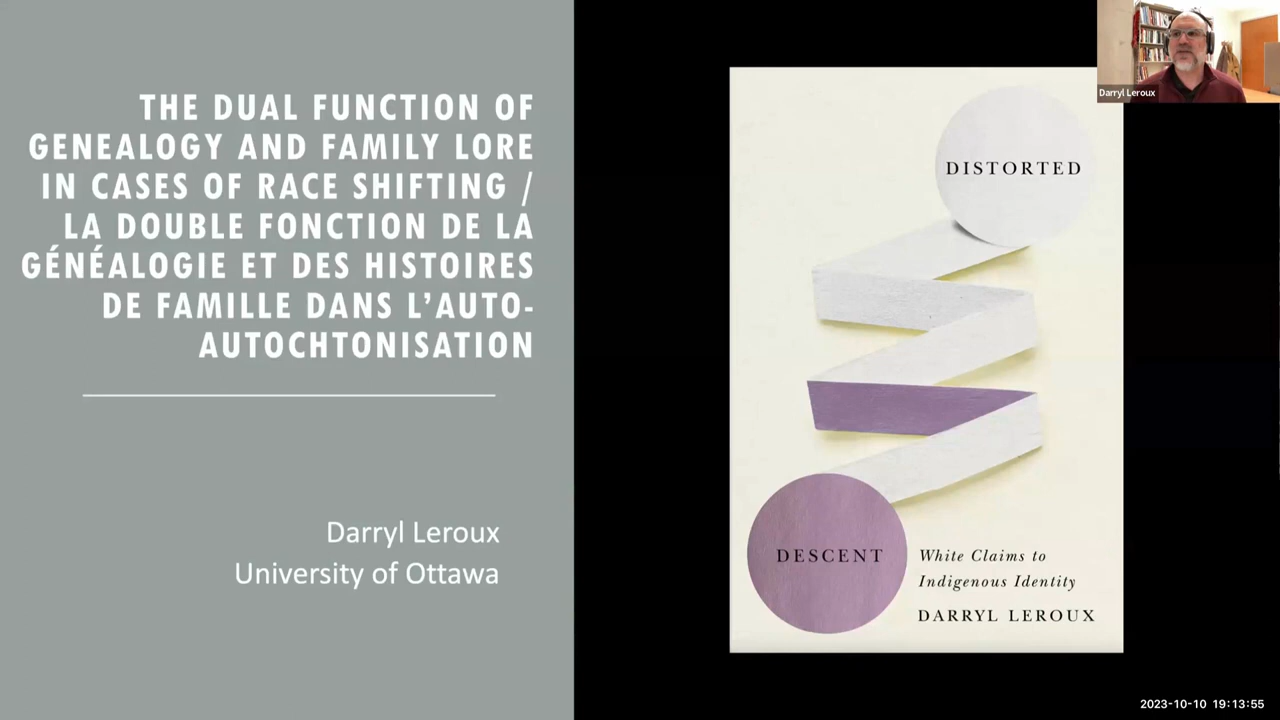 THE DUAL FUNCTION OF
GENEALOGY AND FAMILY LORE
IN CASES OF RACE SHIFTING /
LA DOUBLE FONCTION DE LA
GÉNÉALOGIE ET DES HISTOIRES
DE FAMILLE DANS L’AUTO-
AUTOCHTONISATION
Darryl Leroux
University of Ottawa
DISTORTED
DESCENT
White Claims to
Indigenous Identity
DARRYL LEROUX
Darryl Leroux
2023-10-10 19:13:55